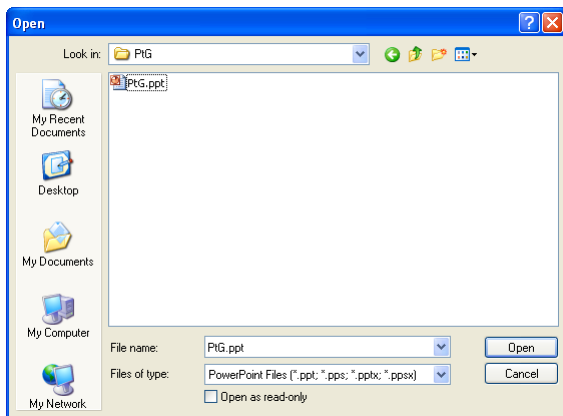 Open
Look in:
PtG
PtG.ppt
My Recent
Documents
Desktop
My Documents
My Computer
My Network
File name:
PtG.ppt
Open
Files of type:
PowerPoint Files (*.ppt; *.pps; *.pptx; *.ppsx)
Cancel
Open as read-only